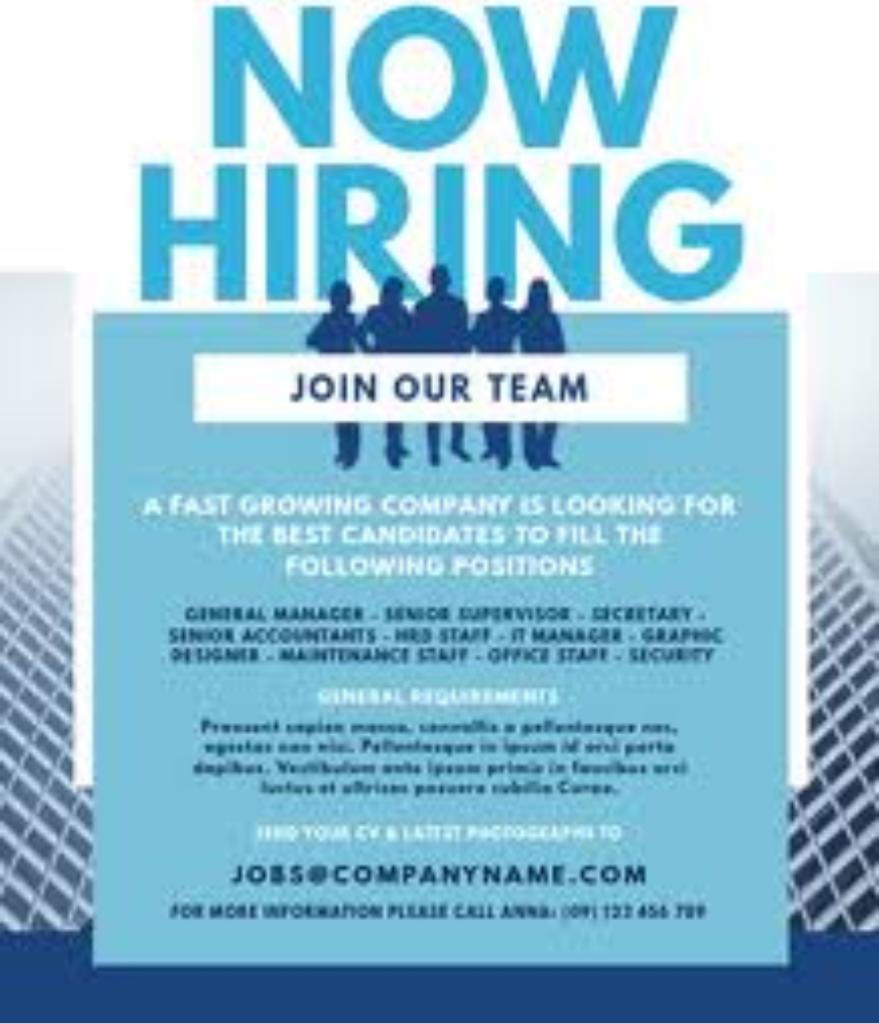 NOW
HIRING
JOIN OUR TEAM
A FAST GROWING COMPANY IS LOOKING FOR
THE BEST CANDIDATES TO FILL THE
FOLLOWING POSITIONS
GENERAL MANAGER - SENIOR SUPERVISOR - SECRETARY -
SENIOR ACCOUNTANTS - HRD STAFF - IT MANAGER - GRAPHIC
DESIGNER - MAINTENANCE STAFF - OFFICE STAFF - SECURITY
GENERAL REQUIREMENTS
Praesent sapien massa, convallis a pellentesque nec,
egestas non nisi. Pellentesque in ipsum id orci porta
dapibus. Vestibulum ante ipsum primis in faucibus orci
luctus et ultrices posuere cubilia Curae.
SEND YOUR CV & LATEST PHOTOGRAPHS TO
JOBS@COMPANYNAME.COM
FOR MORE INFORMATION PLEASE CALL ANNA: (09) 123 456 789